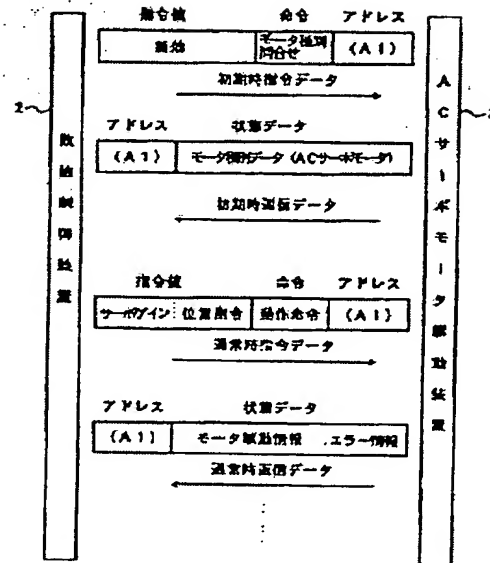 指令値 命令 アドレス
開始 モータ種別問合せ (A1)
初期時指令データ
アドレス 状態データ
(A1) モータ種別データ (ACサーボモータ)
初期時返信データ
指令値 命令 アドレス
サーボゲイン 位置指令 動作命令 (A1)
通常時指令データ
アドレス 状態データ
(A1) モータ駆動情報 エラー情報
通常時返信データ
2
数値制御装置
ACサーボモータ駆動装置